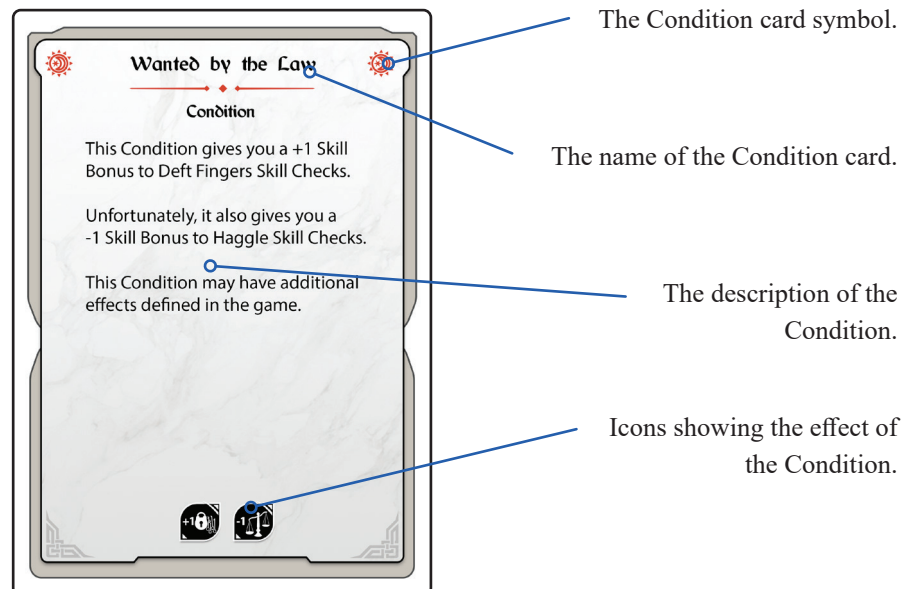 The Condition card symbol.
Wanted by the Law
Condition
This Condition gives you a +1 Skill
Bonus to Deft Fingers Skill Checks.
The name of the Condition card.
Unfortunately, it also gives you a
-1 Skill Bonus to Haggle Skill Checks.
This Condition may have additional
effects defined in the game.
The description of the
Condition.
Icons showing the effect of
the Condition.
+1
-1